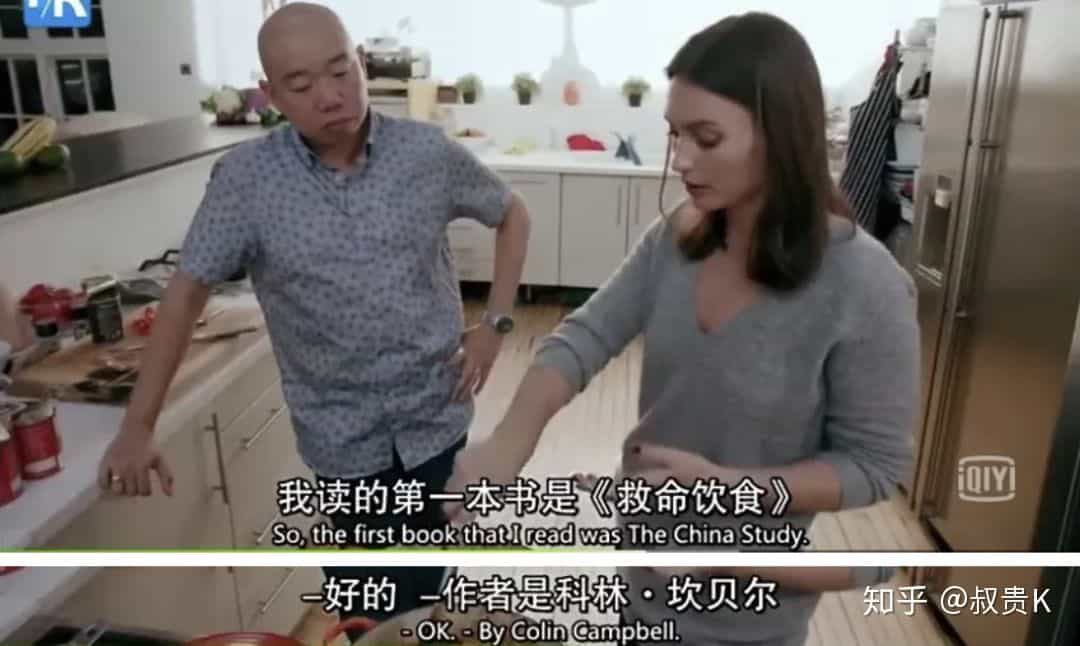 我读的第一本书是《救命饮食》
So, the first book that I read was The China Study.
iQIYI
–好的 –作者是科林·坎贝尔
- OK. - By Colin Campbell.
知乎 @叔贵K